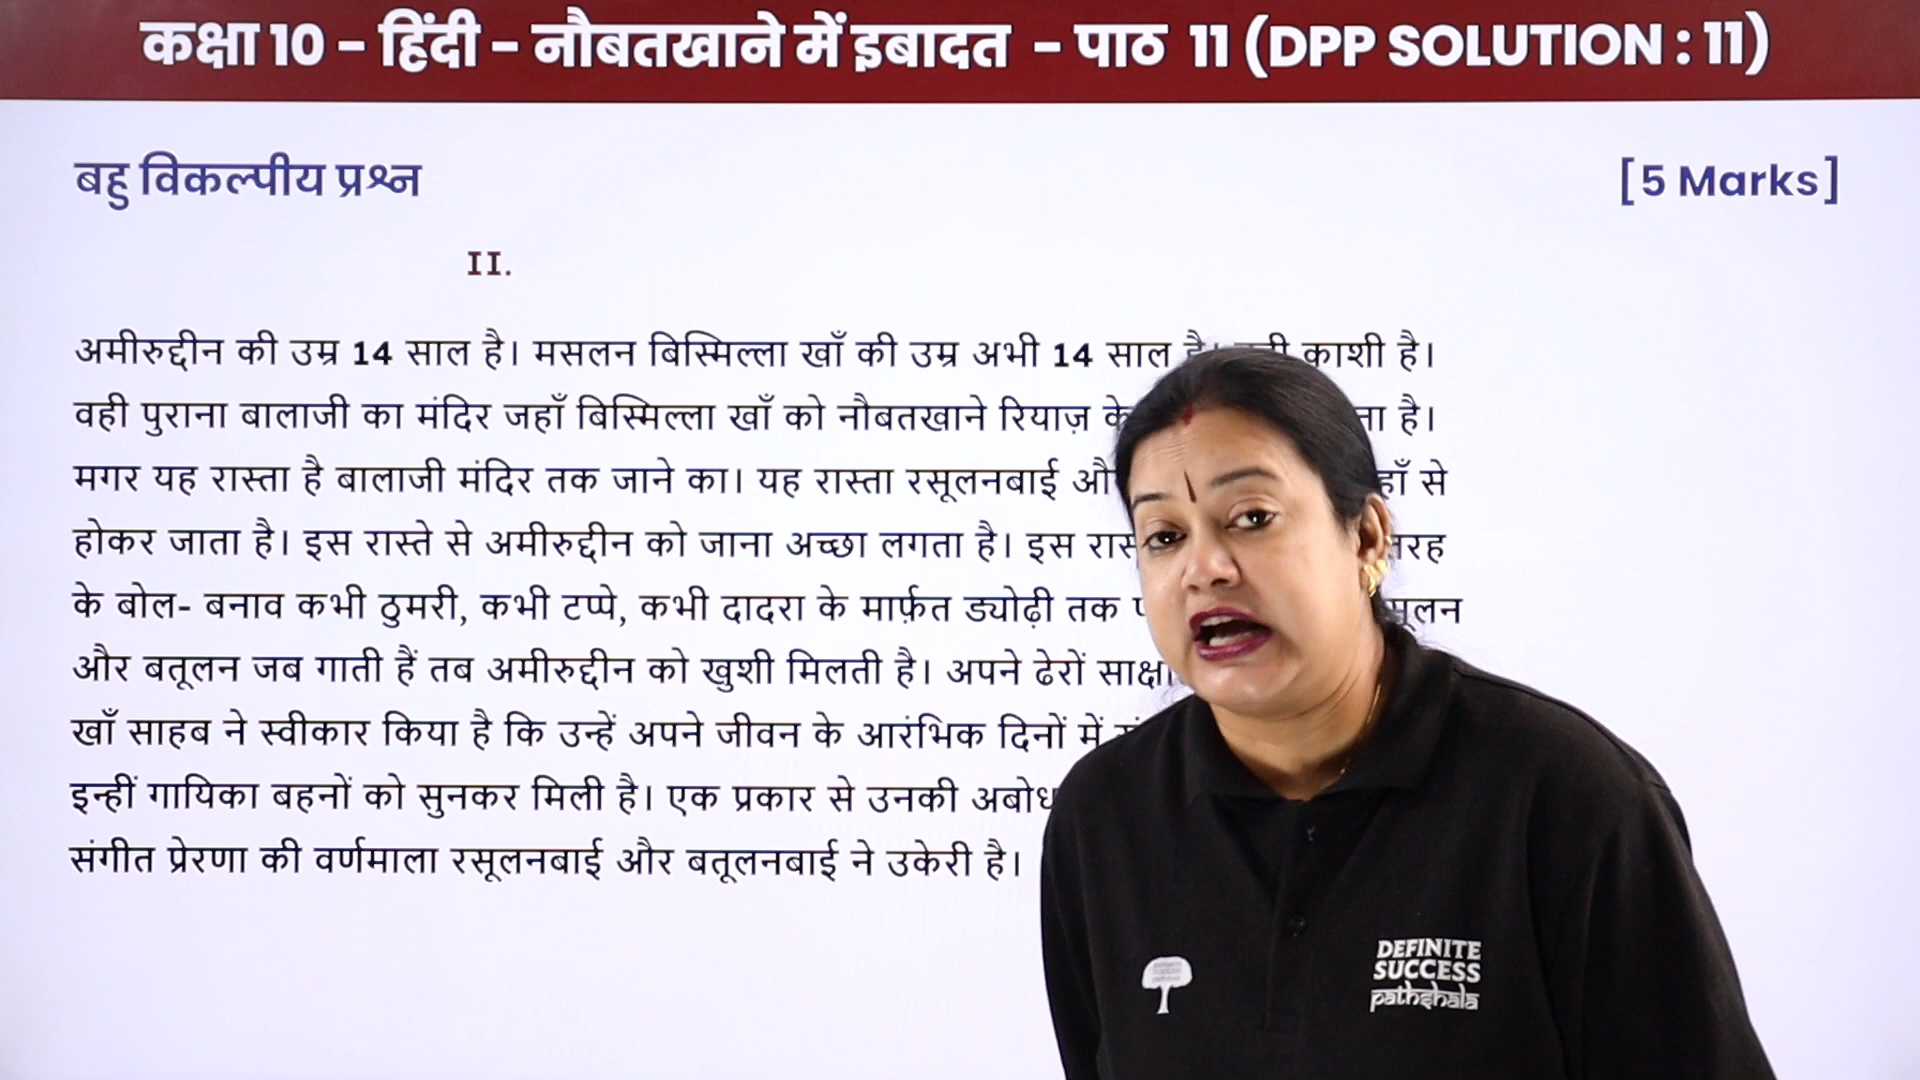 कक्षा 10 – हिंदी – नौबतखाने में इबादत – पाठ 11 (DPP SOLUTION : 11)
बहु विकल्पीय प्रश्न [5 Marks]
II.
अमीरुद्दीन की उम्र 14 साल है। मसलन बिस्मिल्ला खाँ की उम्र अभी 14 साल है। काशी है।
वही पुराना बालाजी का मंदिर जहाँ बिस्मिल्ला खाँ को नौबतखाने रियाज़ के है।
मगर यह रास्ता है बालाजी मंदिर तक जाने का। यह रास्ता रसूलनबाई से
होकर जाता है। इस रास्ते से अमीरुद्दीन को जाना अच्छा लगता है। इस
के बोल- बनाव कभी ठुमरी, कभी टप्पे, कभी दादरा के मार्फ़त ड्योढ़ी तक
और बतूलन जब गाती हैं तब अमीरुद्दीन को खुशी मिलती है। अपने ढेरों
खाँ साहब ने स्वीकार किया है कि उन्हें अपने जीवन के आरंभिक दिनों में
इन्हीं गायिका बहनों को सुनकर मिली है। एक प्रकार से उनकी
संगीत प्रेरणा की वर्णमाला रसूलनबाई और बतूलनबाई ने उकेरी है।
DEFINITE
SUCCESS
pathshala